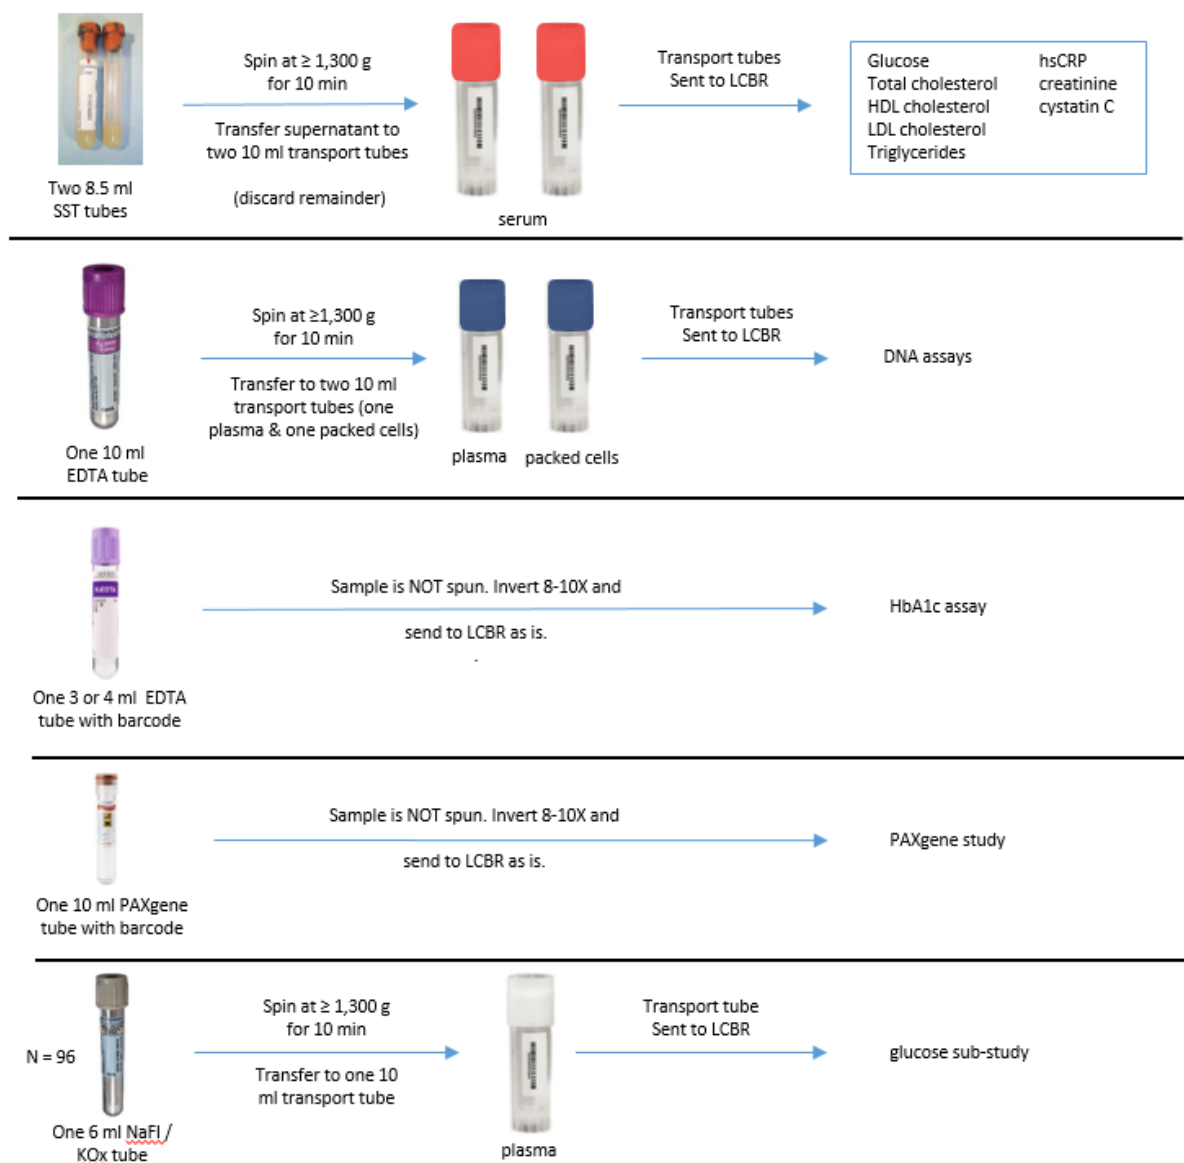 Two 8.5 ml
SST tubes
Spin at ≥ 1,300 g
for 10 min
Transfer supernatant to
two 10 ml transport tubes
(discard remainder)
serum
Transport tubes
Sent to LCBR
Glucose
Total cholesterol
HDL cholesterol
LDL cholesterol
Triglycerides
hsCRP
creatinine
cystatin C
One 10 ml
EDTA tube
Spin at ≥1,300 g
for 10 min
Transfer to two 10 ml
transport tubes (one
plasma & one packed cells)
plasma
packed cells
Transport tubes
Sent to LCBR
DNA assays
One 3 or 4 ml EDTA
tube with barcode
Sample is NOT spun. Invert 8-10X and
send to LCBR as is.
.
HbA1c assay
One 10 ml PAXgene
tube with barcode
Sample is NOT spun. Invert 8-10X and
send to LCBR as is.
PAXgene study
N = 96
One 6 ml NaFl /
KOx tube
Spin at ≥ 1,300 g
for 10 min
Transfer to one 10
ml transport tube
plasma
Transport tube
Sent to LCBR
glucose sub-study